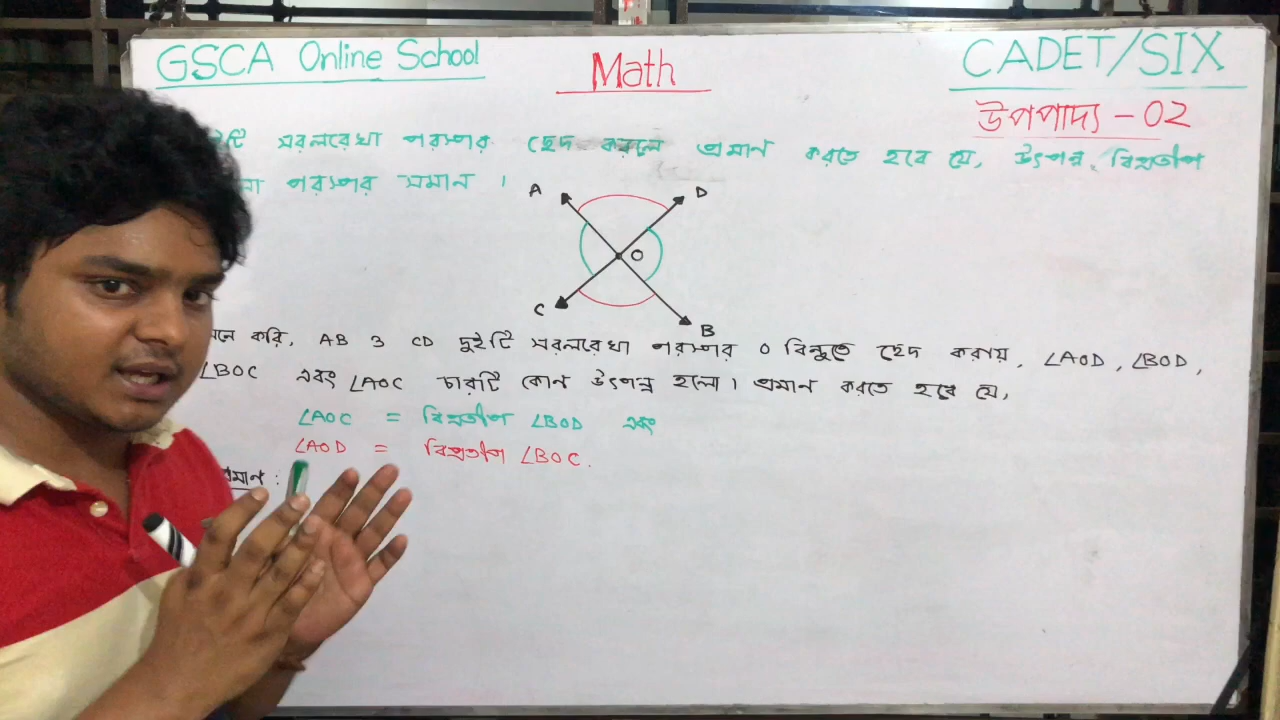 GSCA Online School
Math
CADET/SIX
উপপাদ্য - 02
সরলরেখা পরস্পর ছেদ করলে প্রমাণ করতে হবে যে, উৎপন্ন বিপ্রতীপ
পরস্পর সমান ।
A
D
O
C
B
মনে করি, AB ও CD দুইটি সরলরেখা পরস্পর O বিন্দুতে ছেদ করায়, ∠AOD, ∠BOD,
∠BOC এবং ∠AOC চারটি কোন উৎপন্ন হলো। প্রমান করতে হবে যে,
∠AOC = বিপ্রতীপ ∠BOD এবং
∠AOD = বিপ্রতীপ ∠BOC.
প্রমান :